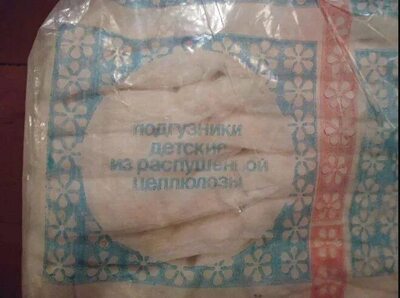 подгузники
детские
из распушенной
целлюлозы